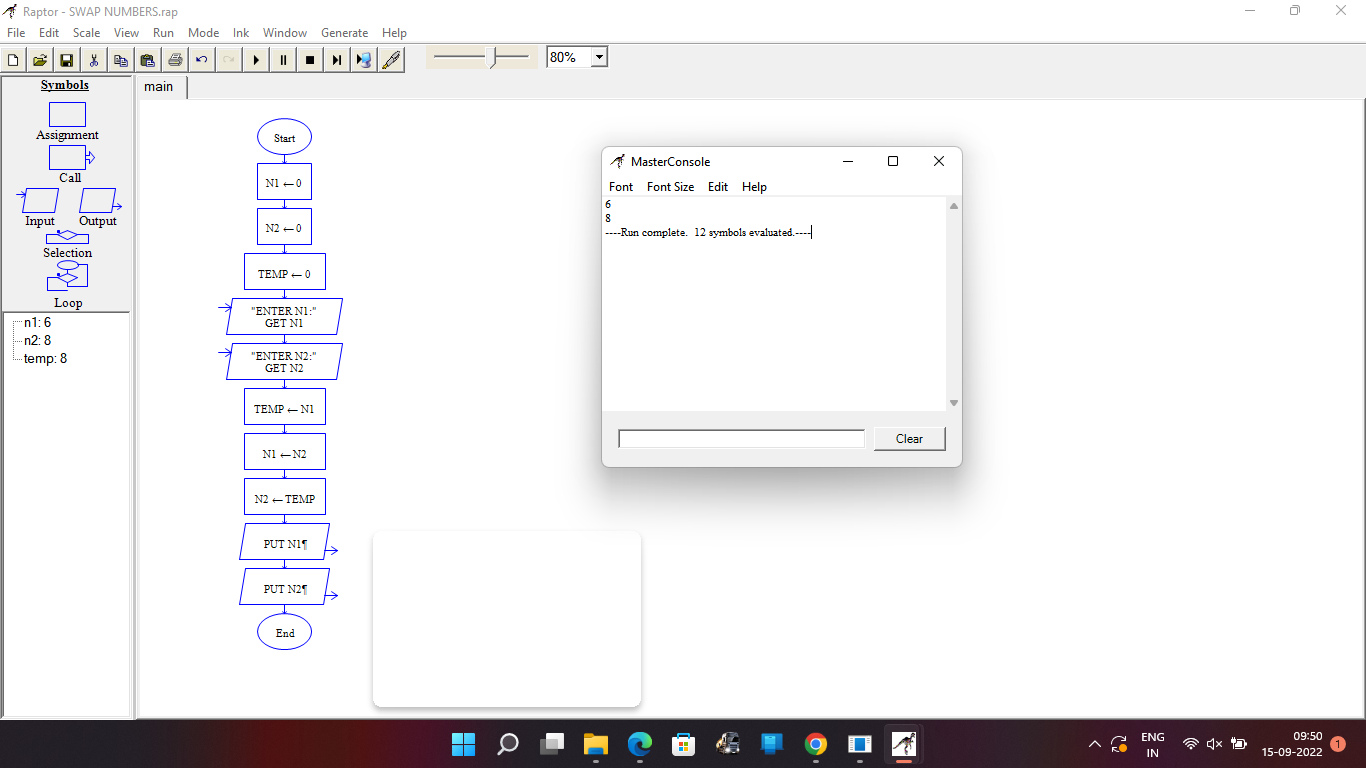 Raptor - SWAP NUMBERS.rap
File Edit Scale View Run Mode Ink Window Generate Help
80%
Symbols
Assignment
Call
Input Output
Selection
Loop
n1: 6
n2: 8
temp: 8
main
Start
N1 ← 0
N2 ← 0
TEMP ← 0
"ENTER N1:"
GET N1
"ENTER N2:"
GET N2
TEMP ← N1
N1 ← N2
N2 ← TEMP
PUT N1¶
PUT N2¶
End
MasterConsole
Font Font Size Edit Help
6
8
----Run complete. 12 symbols evaluated.----
Clear
ENG
IN
09:50
15-09-2022
1